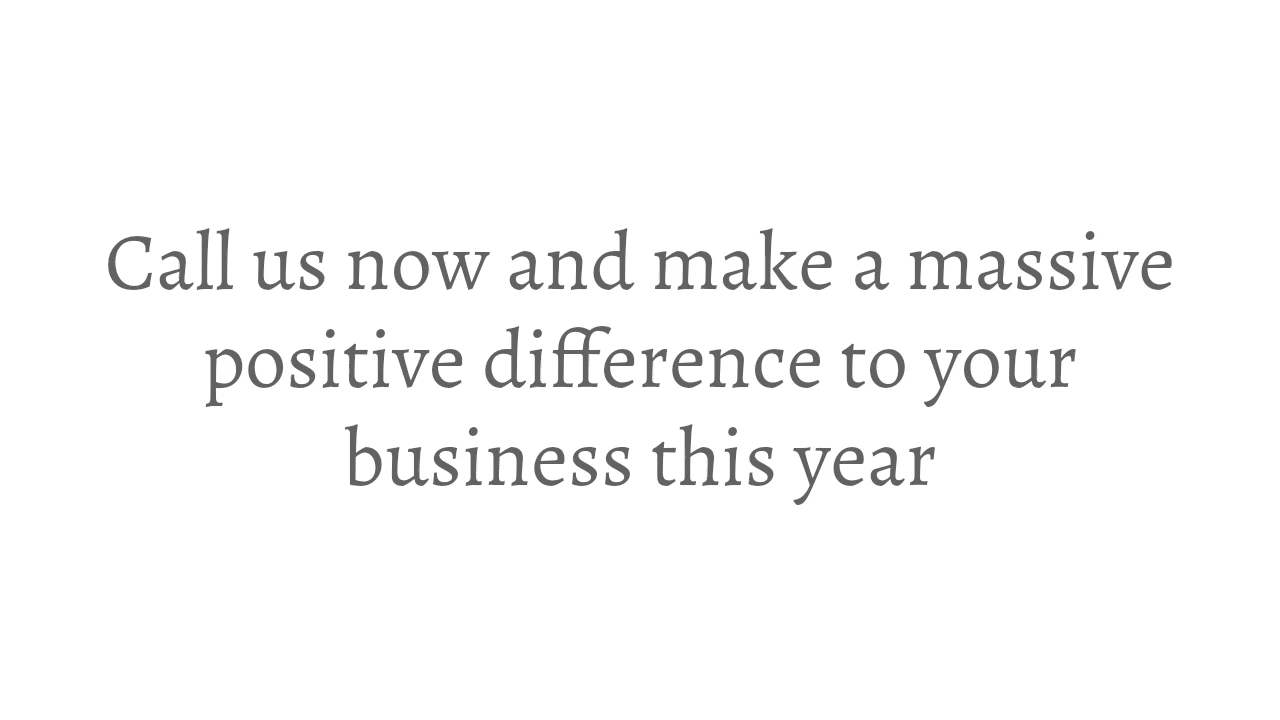 Call us now and make a massive
positive difference to your
business this year